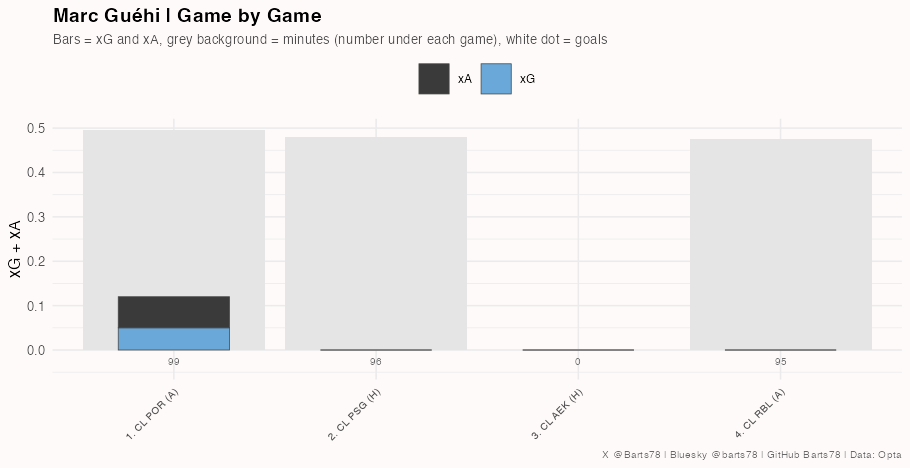 Marc Guéhi | Game by Game
Bars = xG and xA, grey background = minutes (number under each game), white dot = goals
xA xG
xG + xA
0.5
0.4
0.3
0.2
0.1
0.0
99 96 0 95
1. CL POR (A) 2. CL PSG (H) 3. CL AEK (H) 4. CL RBL (A)
X @Barts78 | Bluesky @barts78 | GitHub Barts78 | Data: Opta